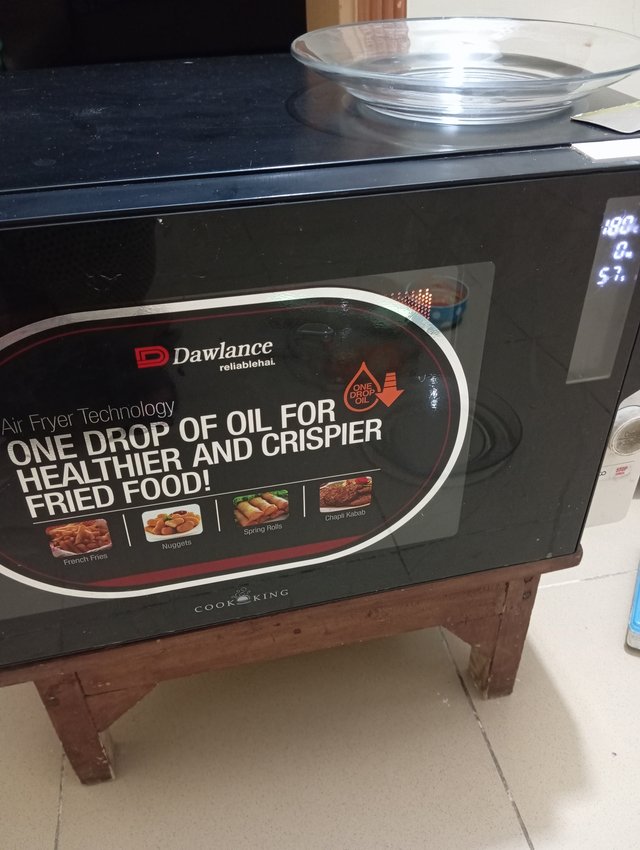 180
0
57
Dawlance
reliablehai.
Air Fryer Technology
ONE DROP OF OIL FOR
HEALTHIER AND CRISPIER
FRIED FOOD!
ONE
DROP
OIL
French Fries
Nuggets
Spring Rolls
Chapli Kabab
COOK KING
STOP